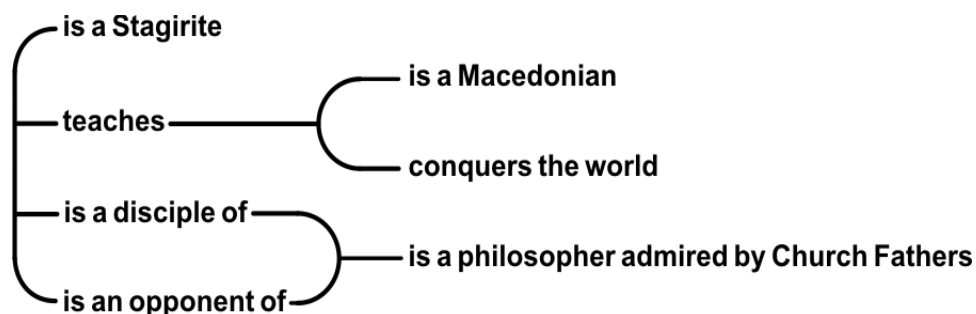 is a Stagirite
is a Macedonian
teaches
conquers the world
is a disciple of
is a philosopher admired by Church Fathers
is an opponent of